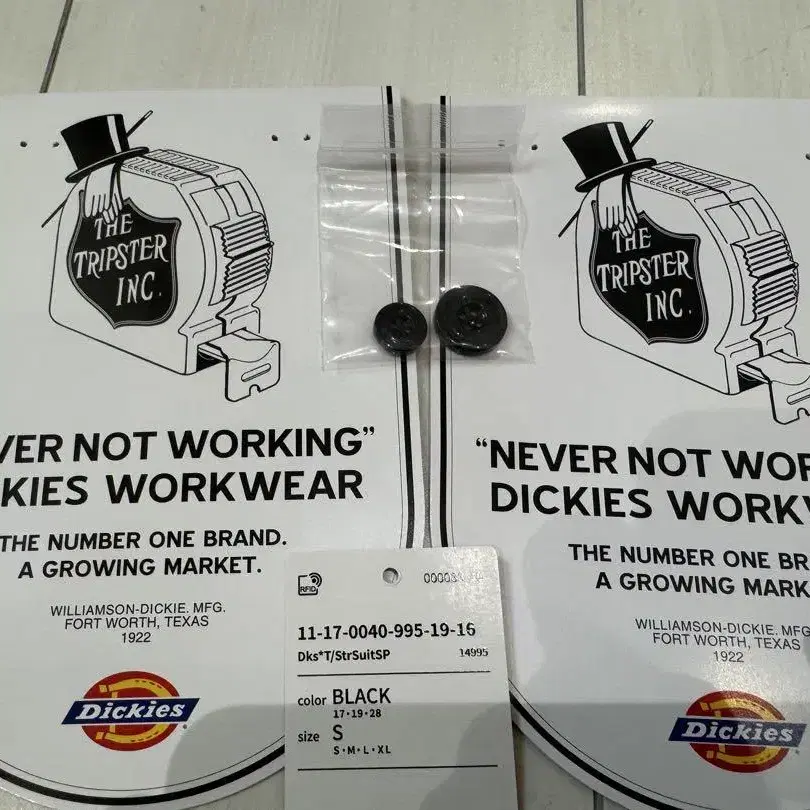 THE
TRIPSTER
INC.
VER NOT WORKING”
KIES WORKWEAR
THE NUMBER ONE BRAND.
A GROWING MARKET.
WILLIAMSON-DICKIE. MFG.
FORT WORTH, TEXAS
1922
Dickies
THE
TRIPSTER
INC.
“NEVER NOT WOR
DICKIES WORKW
THE NUMBER ONE BR
A GROWING MARK
WILLIAMSON-DICKIE. MFG
FORT WORTH, TEXAS
1922
Dickies
RFID
11-17-0040-995-19-16
Dks*T/StrSuitSP 14995
color BLACK
17・19・28
size S
S・M・L・XL